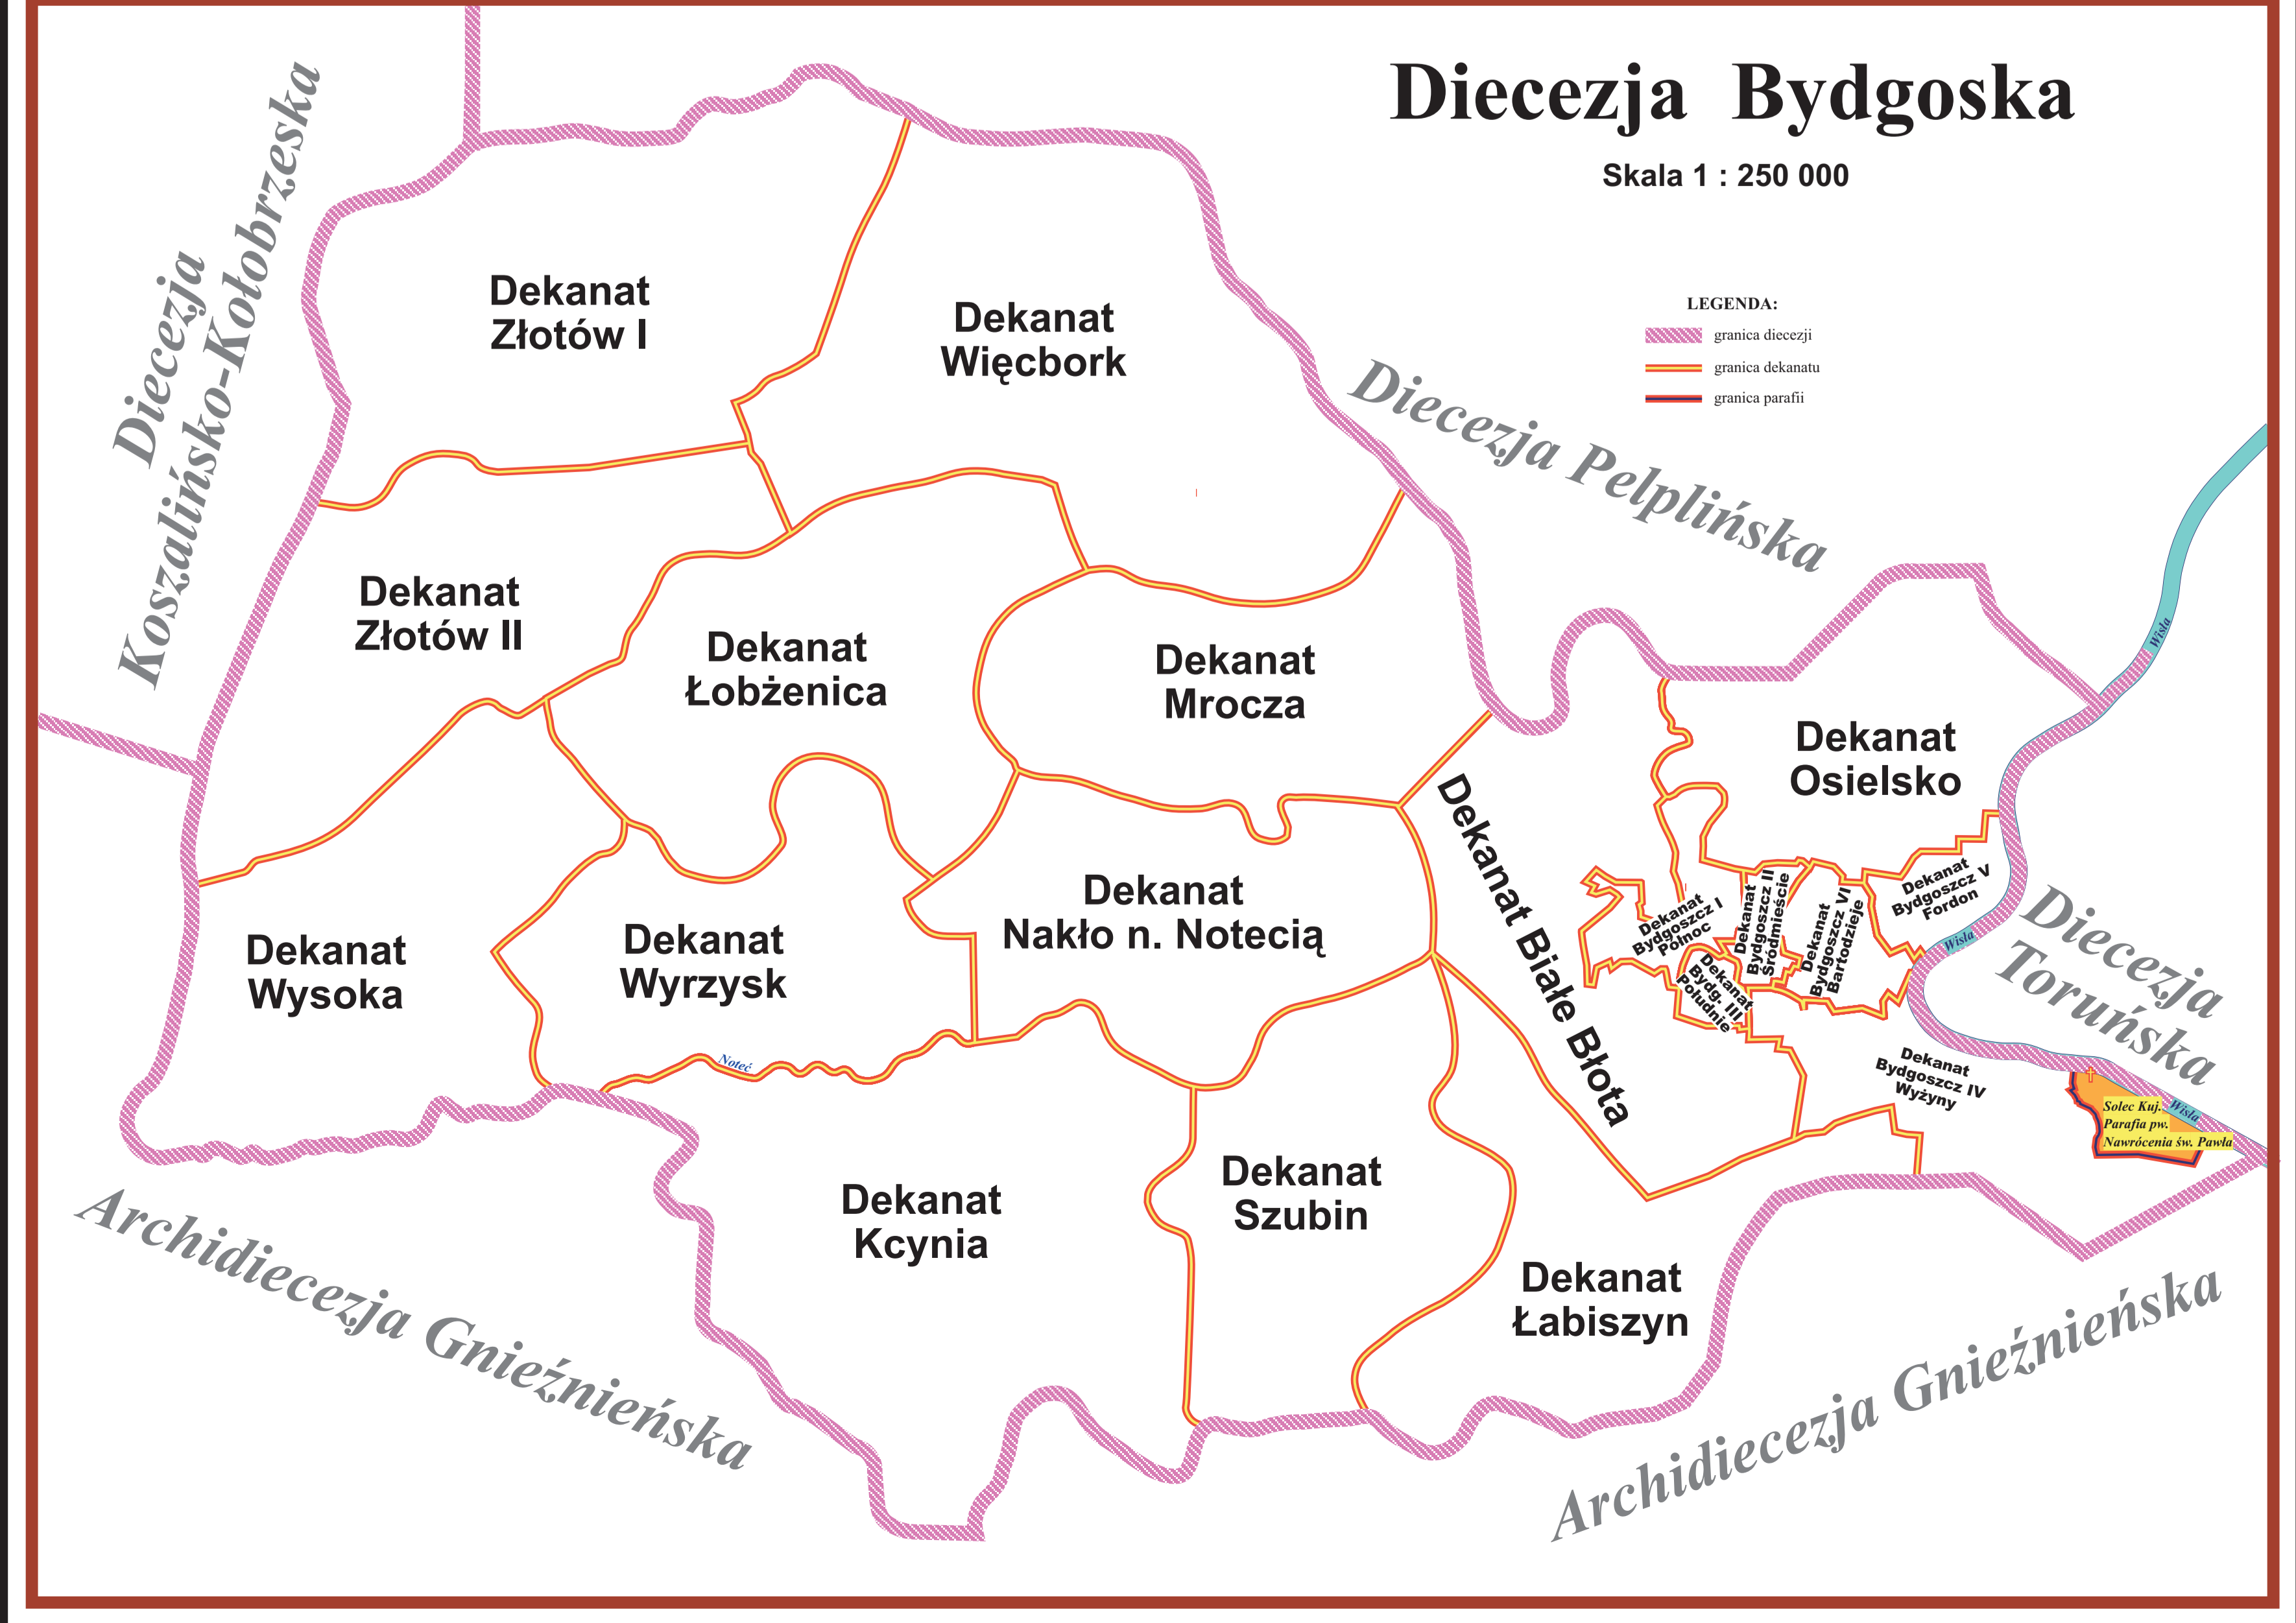 Diecezja Bydgoska
Skala 1 : 250 000
LEGENDA:
granica diecezji
granica dekanatu
granica parafii
Diecezja
Koszalińsko-Kołobrzeska
Diecezja Pelplińska
Diecezja
Toruńska
Archidiecezja Gnieźnieńska
Archidiecezja Gnieźnieńska
Dekanat
Złotów I
Dekanat
Więcbork
Dekanat
Złotów II
Dekanat
Łobżenica
Dekanat
Mrocza
Dekanat
Osielsko
Dekanat
Wysoka
Dekanat
Wyrzysk
Dekanat
Nakło n. Notecią
Dekanat Białe Błota
Dekanat
Bydgoszcz I
Północ
Dekanat
Bydgoszcz II
Śródmieście
Dekanat
Bydg. III
Południe
Dekanat
Bydgoszcz VI
Bartodzieje
Dekanat
Bydgoszcz V
Fordon
Dekanat
Bydgoszcz IV
Wyżyny
Dekanat
Kcynia
Dekanat
Szubin
Dekanat
Łabiszyn
Noteć
Wisła
Wisła
Wisła
Solec Kuj.
Parafia pw.
Nawrócenia św. Pawła